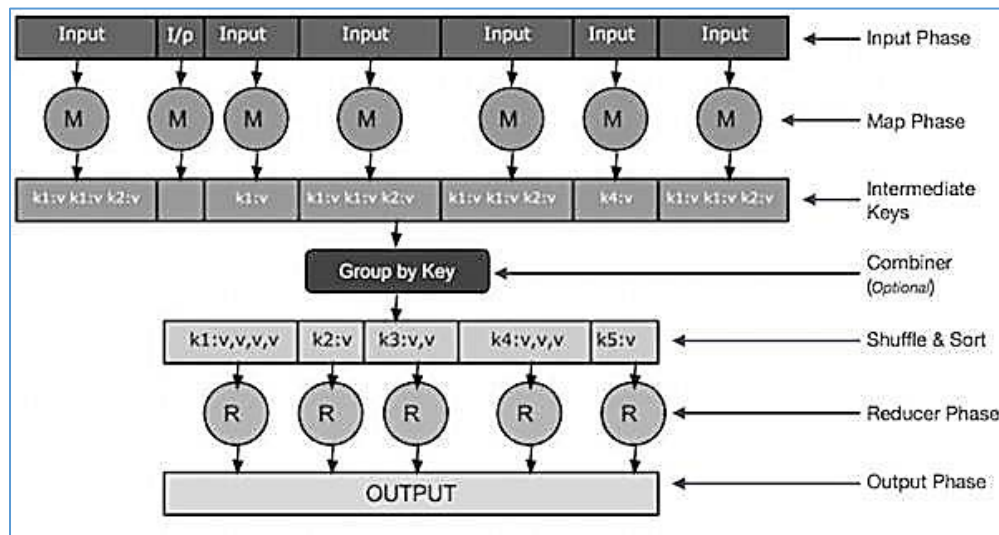 Input I/p Input Input Input Input Input
Input Phase
M M M M M M M
Map Phase
k1:v k1:v k2:v k1:v k1:v k1:v k2:v k1:v k1:v k2:v k4:v k1:v k1:v k2:v
Intermediate
Keys
Group by Key
Combiner
(Optional)
k1:v,v,v,v k2:v k3:v,v k4:v,v,v k5:v
Shuffle & Sort
R R R R R
Reducer Phase
OUTPUT
Output Phase